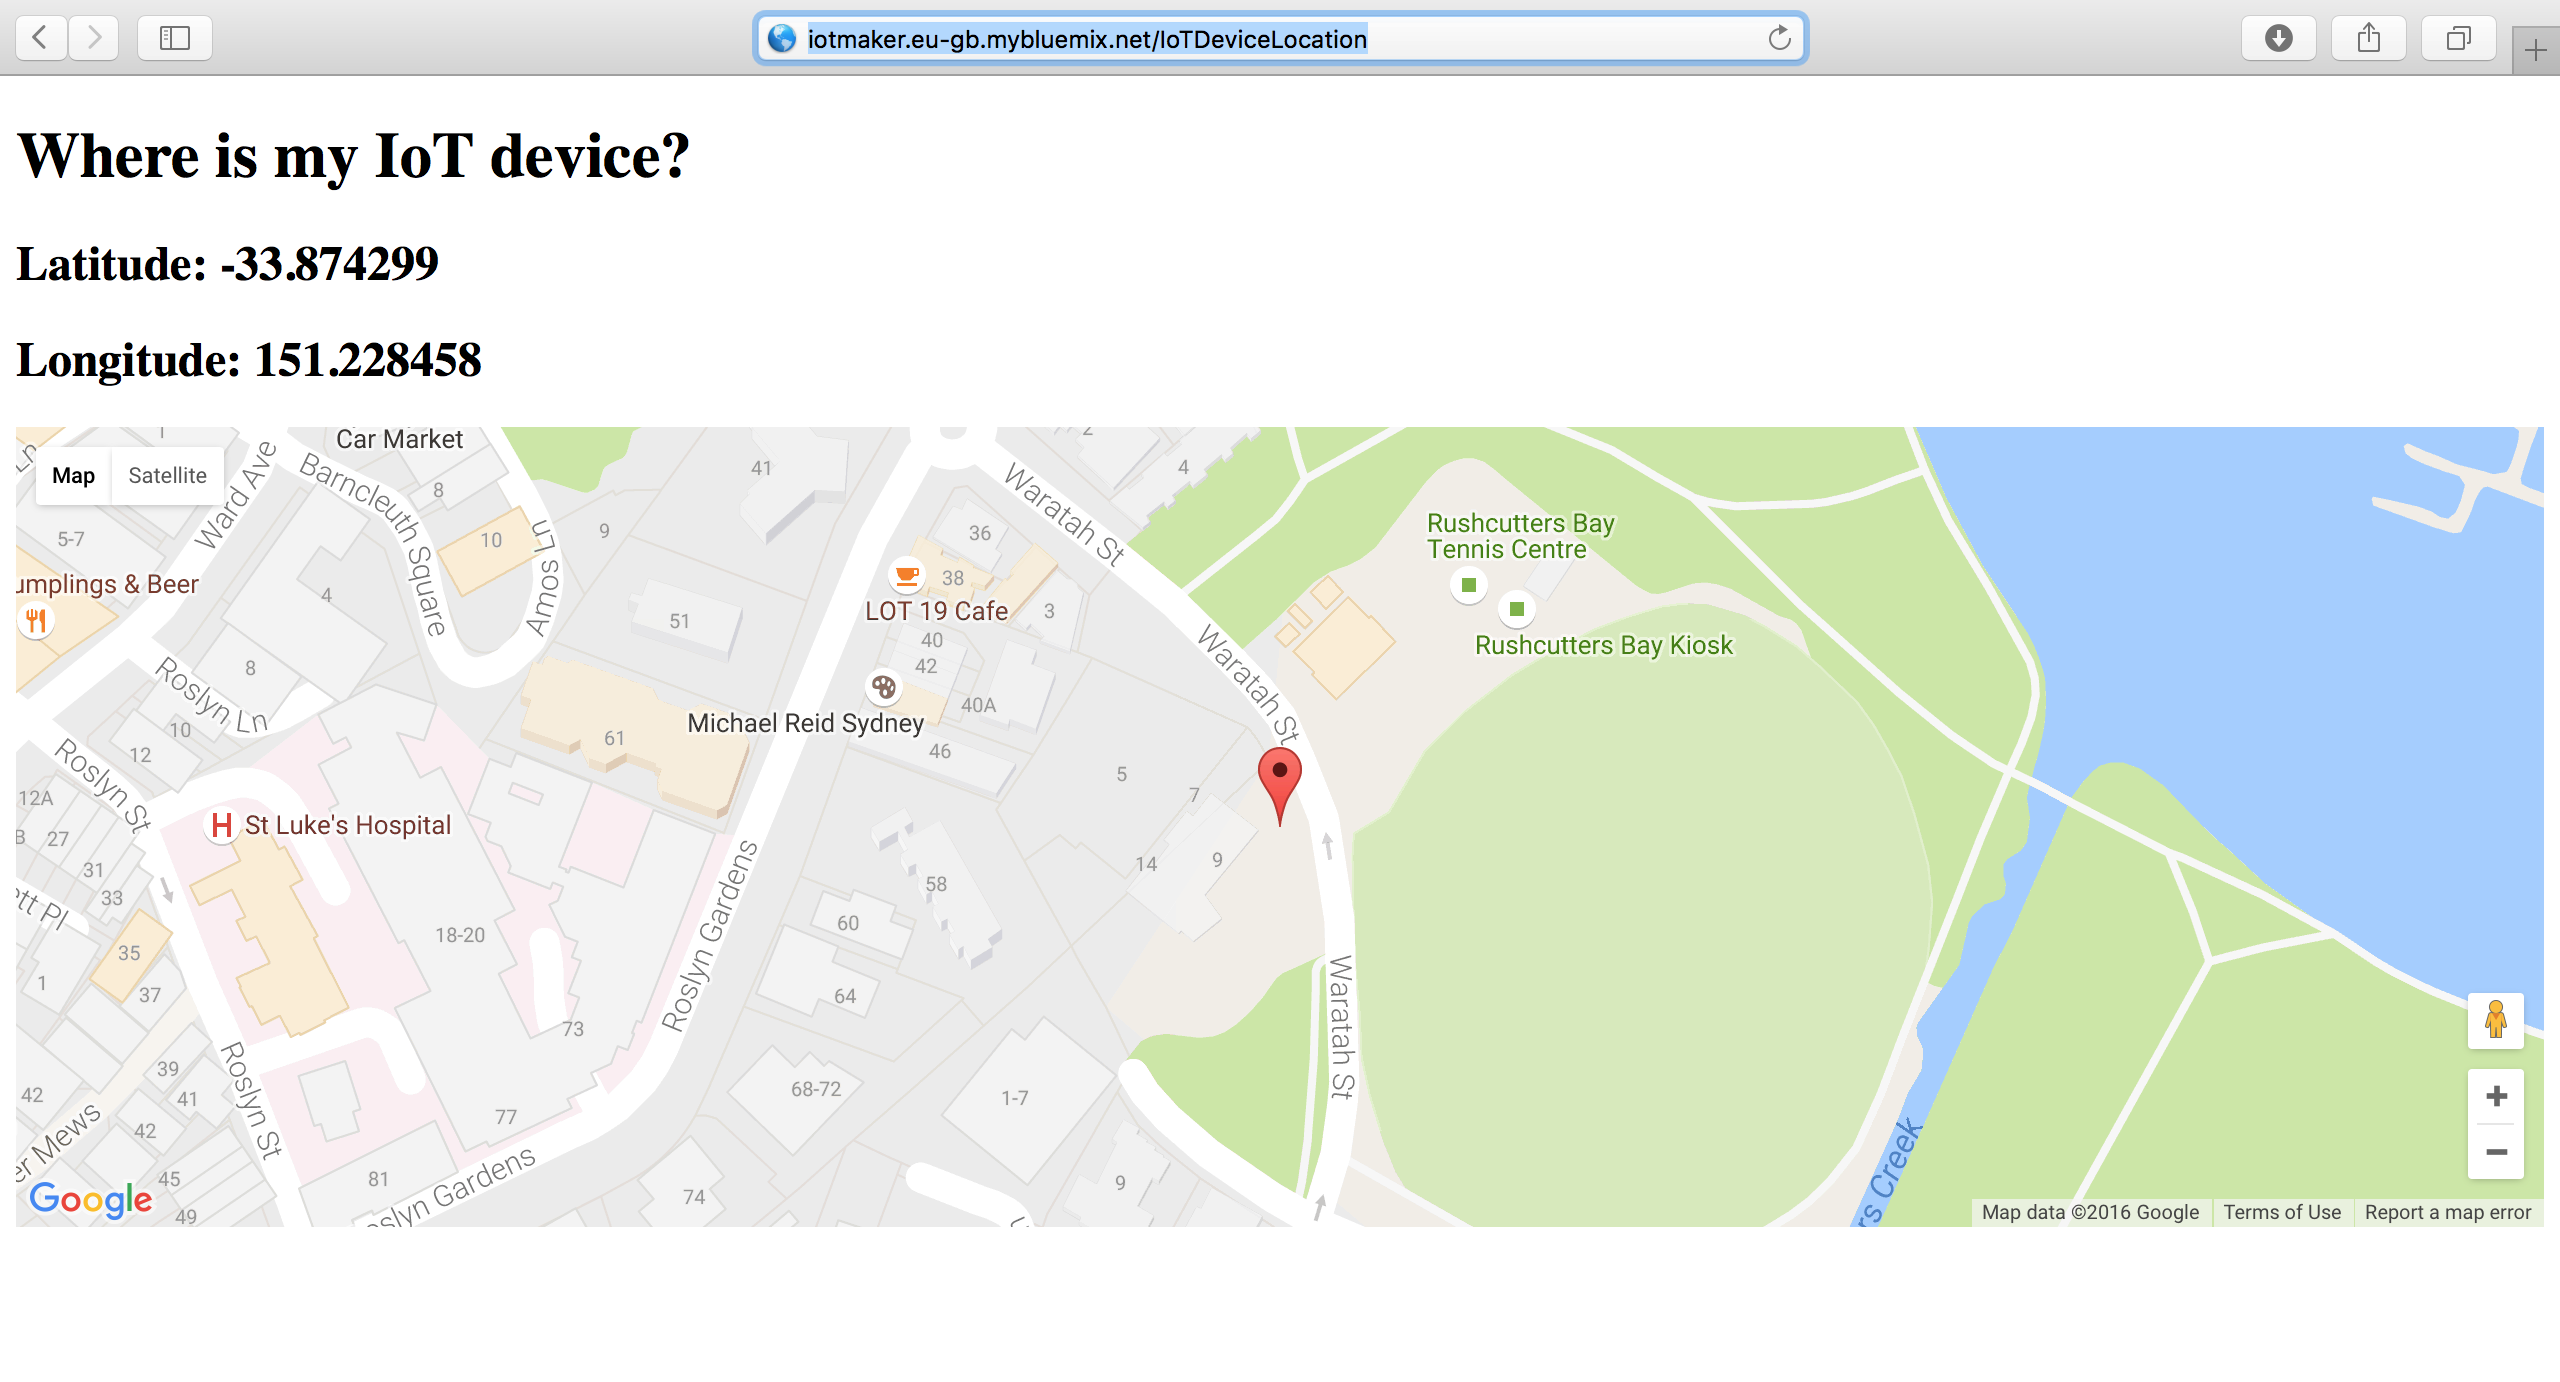 iotmaker.eu-gb.mybluemix.net/IoTDeviceLocation
Where is my IoT device?
Latitude: -33.874299
Longitude: 151.228458
Map
Satellite
Car Market
Ward Ave
Barncleuth Square
Amos Ln
Ln
1
8
10
9
41
2
4
5-7
4
51
36
38
3
Waratah St
Rushcutters Bay
Tennis Centre
Rushcutters Bay Kiosk
umplings & Beer
LOT 19 Cafe
40
42
40A
46
Michael Reid Sydney
Waratah St
8
Roslyn Ln
10
12
61
5
7
9
14
Roslyn St
12A
B
27
31
33
St Luke's Hospital
18-20
58
60
64
Roslyn Gardens
tt Pl
35
37
1
73
Waratah St
39
41
42
42
68-72
1-7
77
Roslyn St
er Mews
45
49
81
slyn Gardens
74
9
rs Creek
Google
Map data ©2016 Google
Terms of Use
Report a map error